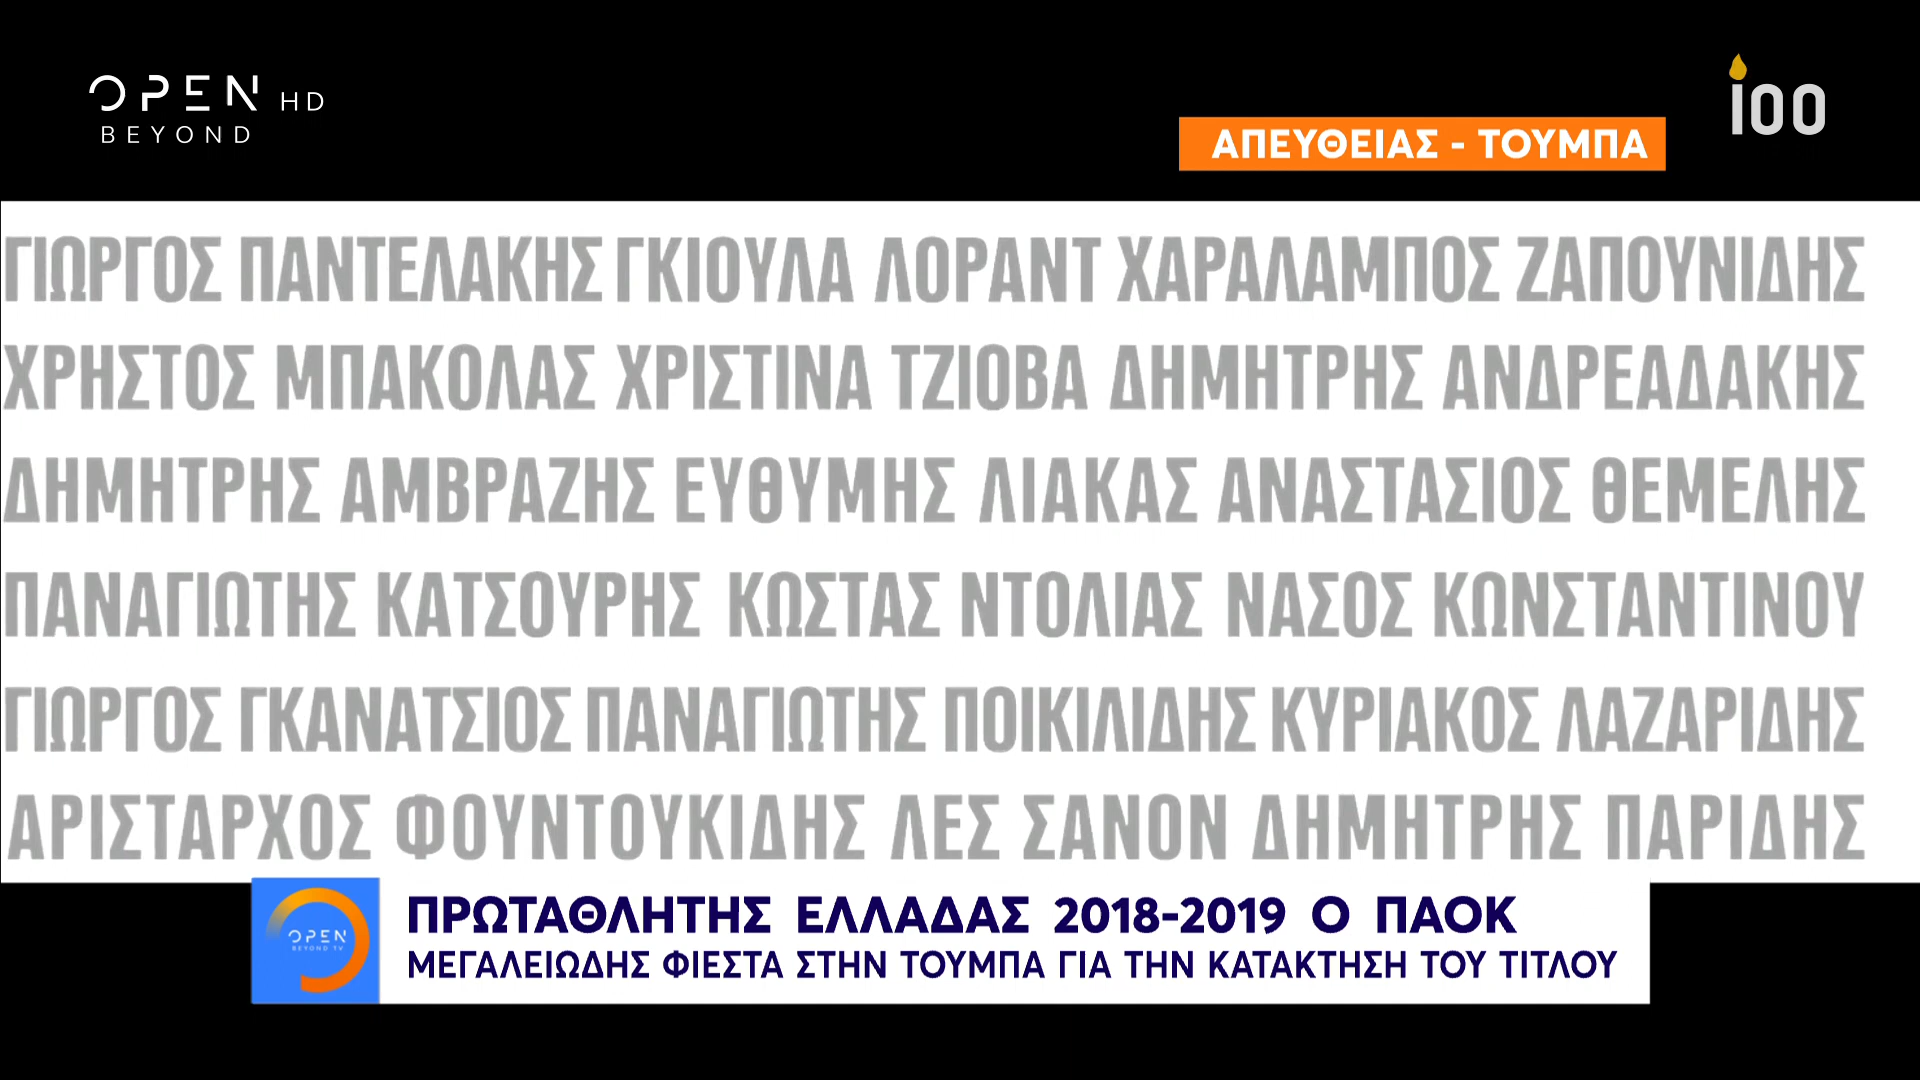 OPEN HD
BEYOND
100
ΑΠΕΥΘΕΙΑΣ - ΤΟΥΜΠΑ
ΓΙΩΡΓΟΣ ΠΑΝΤΕΛΑΚΗΣ ΓΚΙΟΥΛΑ ΛΟΡΑΝΤ ΧΑΡΑΛΑΜΠΟΣ ΖΑΠΟΥΝΙΔΗΣ
ΧΡΗΣΤΟΣ ΜΠΑΚΟΛΑΣ ΧΡΙΣΤΙΝΑ ΤΖΙΟΒΑ ΔΗΜΗΤΡΗΣ ΑΝΔΡΕΑΔΑΚΗΣ
ΔΗΜΗΤΡΗΣ ΑΜΒΡΑΖΗΣ ΕΥΘΥΜΗΣ ΛΙΑΚΑΣ ΑΝΑΣΤΑΣΙΟΣ ΘΕΜΕΛΗΣ
ΠΑΝΑΓΙΩΤΗΣ ΚΑΤΣΟΥΡΗΣ ΚΩΣΤΑΣ ΝΤΟΛΙΑΣ ΝΑΣΟΣ ΚΩΝΣΤΑΝΤΙΝΟΥ
ΓΙΩΡΓΟΣ ΓΚΑΝΑΤΣΙΟΣ ΠΑΝΑΓΙΩΤΗΣ ΠΟΙΚΙΛΙΔΗΣ ΚΥΡΙΑΚΟΣ ΛΑΖΑΡΙΔΗΣ
ΑΡΙΣΤΑΡΧΟΣ ΦΟΥΝΤΟΥΚΙΔΗΣ ΛΕΣ ΣΑΝΟΝ ΔΗΜΗΤΡΗΣ ΠΑΡΙΔΗΣ
OPEN
BEYOND TV
ΠΡΩΤΑΘΛΗΤΗΣ ΕΛΛΑΔΑΣ 2018-2019 Ο ΠΑΟΚ
ΜΕΓΑΛΕΙΩΔΗΣ ΦΙΕΣΤΑ ΣΤΗΝ ΤΟΥΜΠΑ ΓΙΑ ΤΗΝ ΚΑΤΑΚΤΗΣΗ ΤΟΥ ΤΙΤΛΟΥ